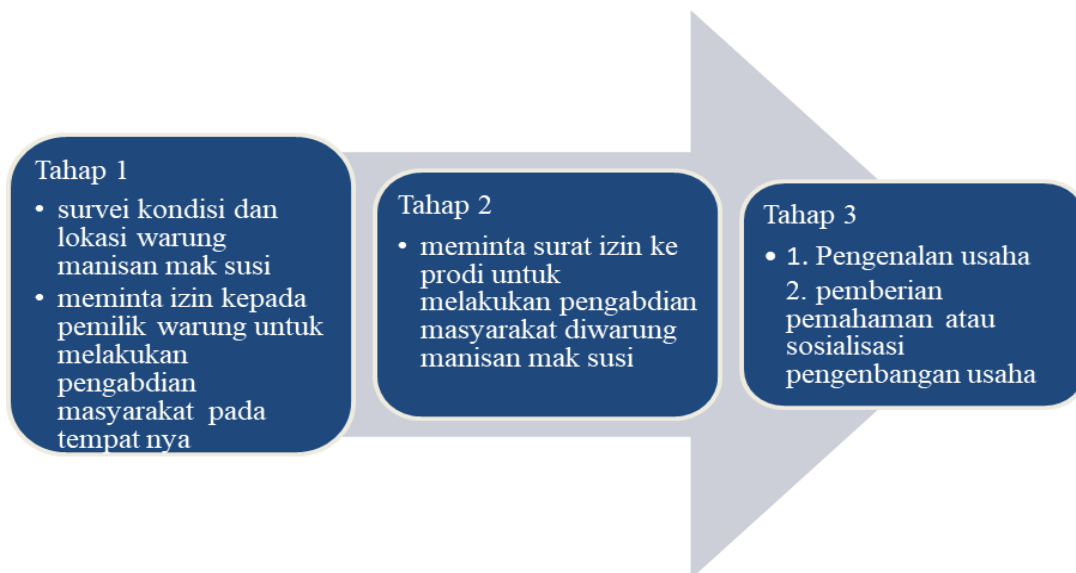 Tahap 1
• survei kondisi dan
lokasi warung
manisan mak susi
• meminta izin kepada
pemilik warung untuk
melakukan
pengabdian
masyarakat pada
tempat nya
Tahap 2
• meminta surat izin ke
prodi untuk
melakukan pengabdian
masyarakat diwarung
manisan mak susi
Tahap 3
• 1. Pengenalan usaha
2. pemberian
pemahaman atau
sosialisasi
pengenbangan usaha